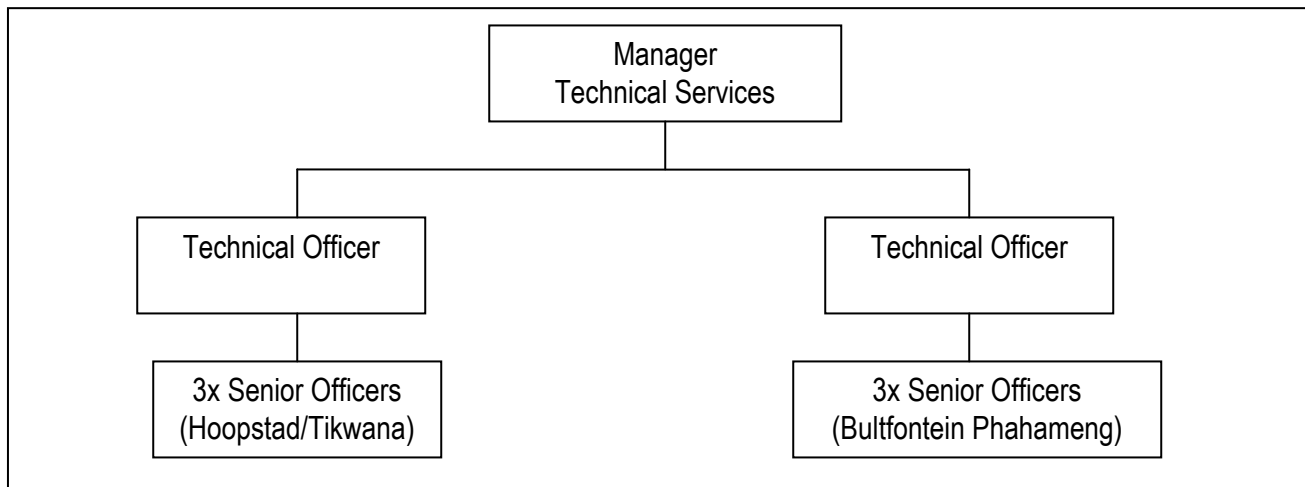 Manager
Technical Services
Technical Officer
Technical Officer
3x Senior Officers
(Hoopstad/Tikwana)
3x Senior Officers
(Bultfontein Phahameng)